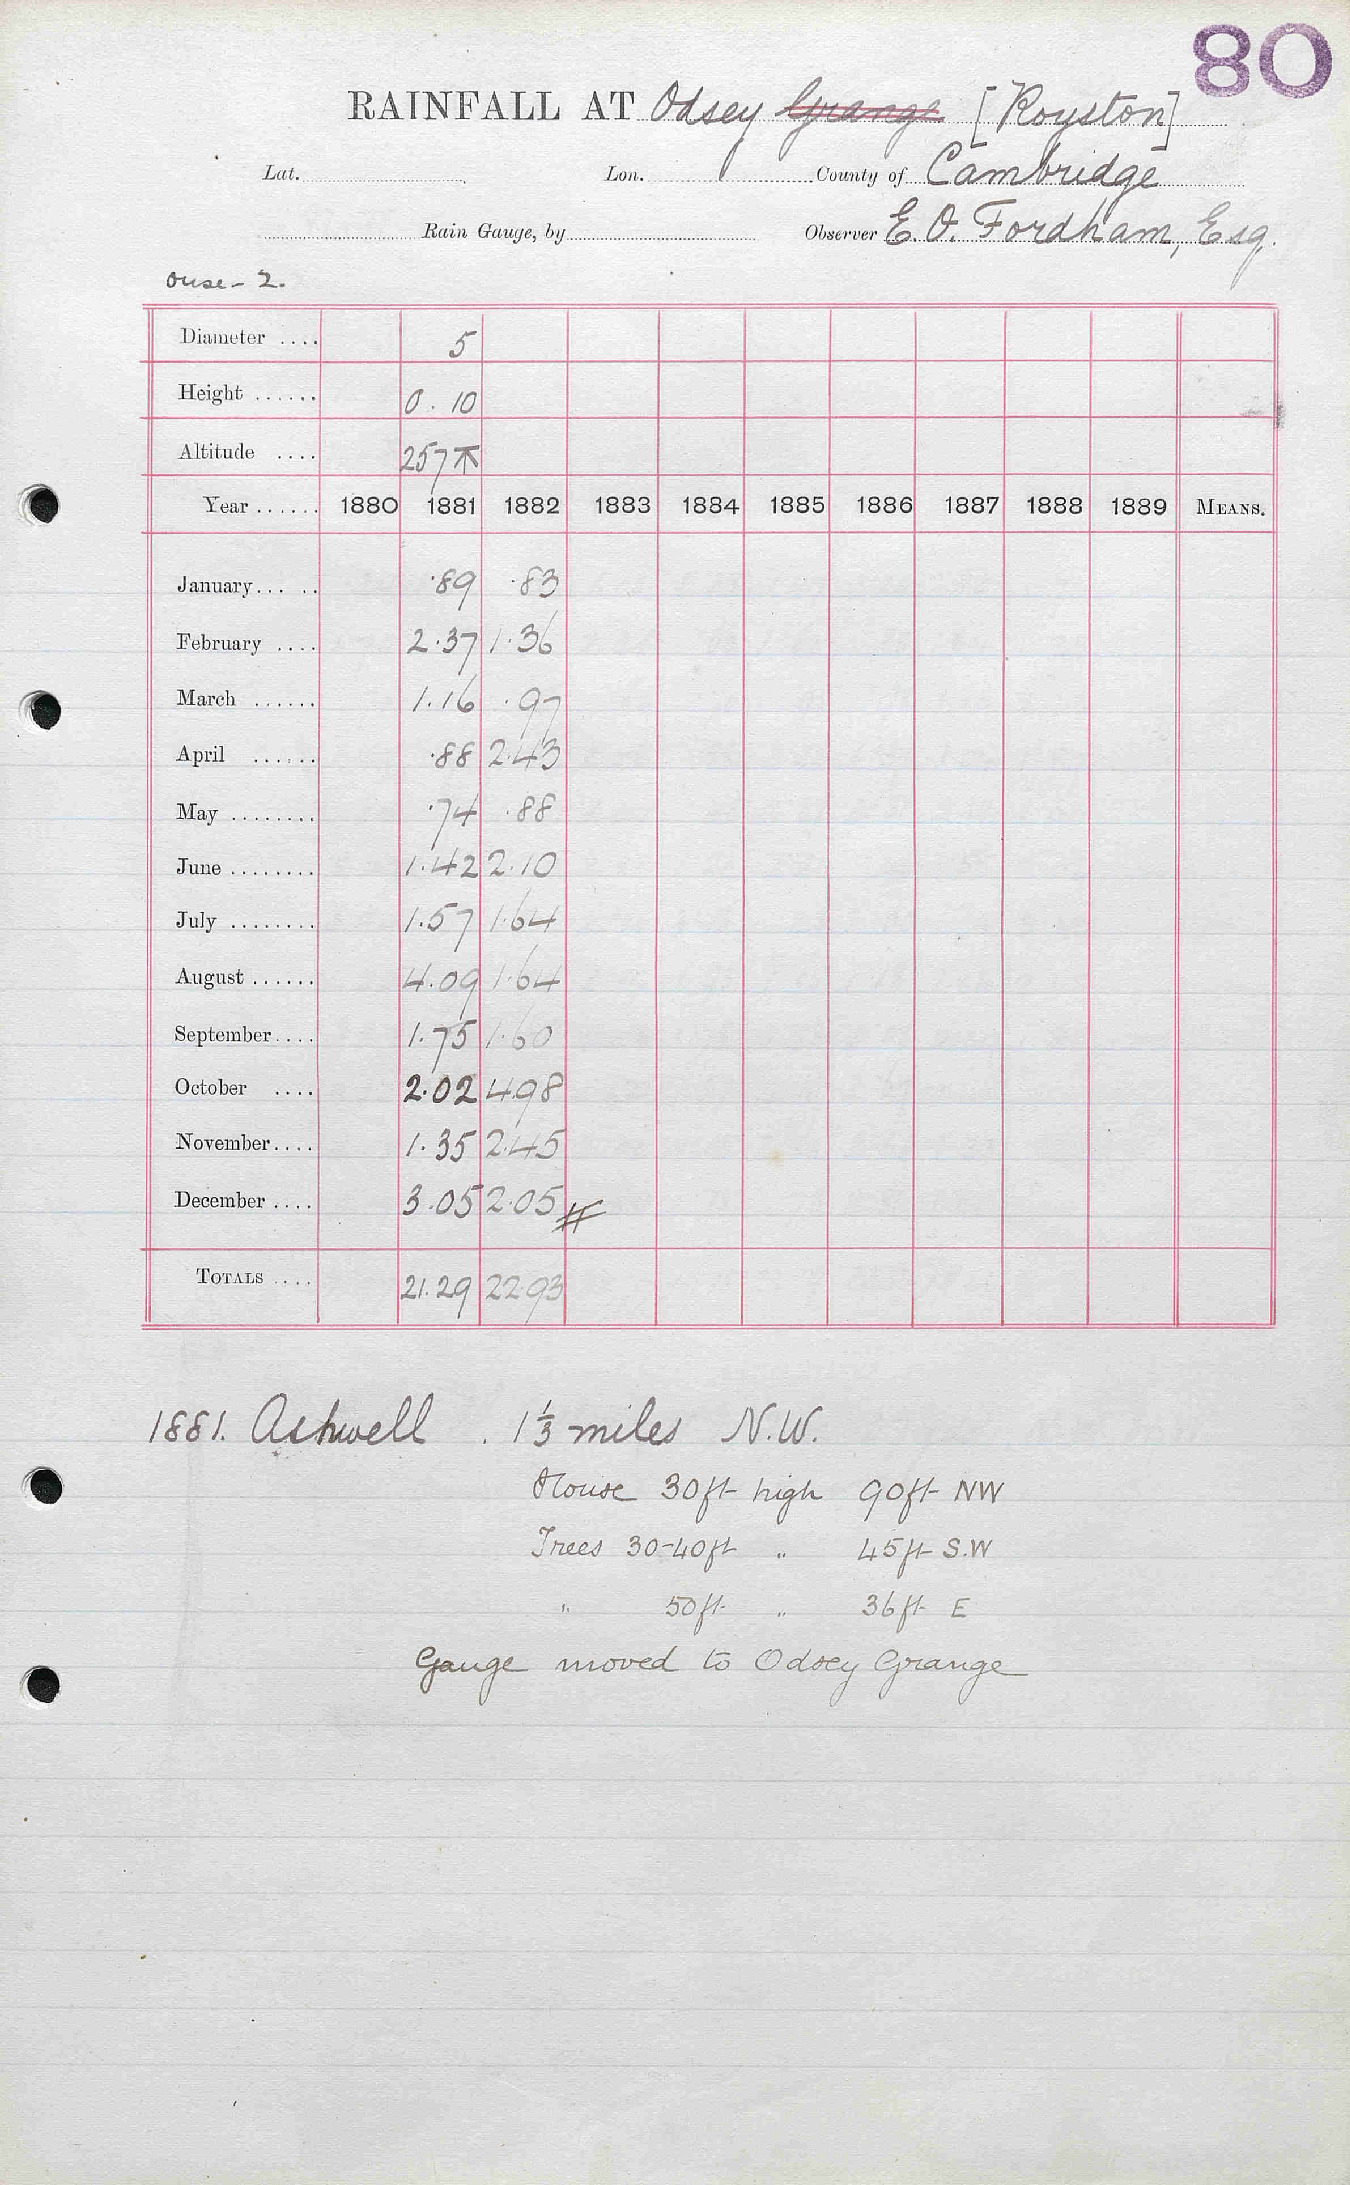 80
RAINFALL AT Odsey Grange [Royston]
Lat. Lon. County of Cambridge
Rain Gauge, by Observer E. O. Fordham, Esq.
Ouse - 2.
Diameter .... 5
Height ...... 0. 10
Altitude .... 257
Year ...... 1880 1881 1882 1883 1884 1885 1886 1887 1888 1889 MEANS.
January... .. .89 .83
February .... 2.37 1.36
March ...... 1.16 .97
April ...... .88 2.43
May ........ .74 .88
June ........ 1.42 2.10
July ........ 1.57 1.64
August ...... 4.09 1.64
September .... 1.75 1.60
October .... 2.02 4.98
November .... 1.35 2.45
December .... 3.05 2.05
TOTALS .... 21.29 22.93
1881. Ashwell . 1⅓ miles N.W.
House 30ft high 90ft NW
Trees 30-40ft " 45ft S.W
" 50ft " 36ft E
Gauge moved to Odsey Grange